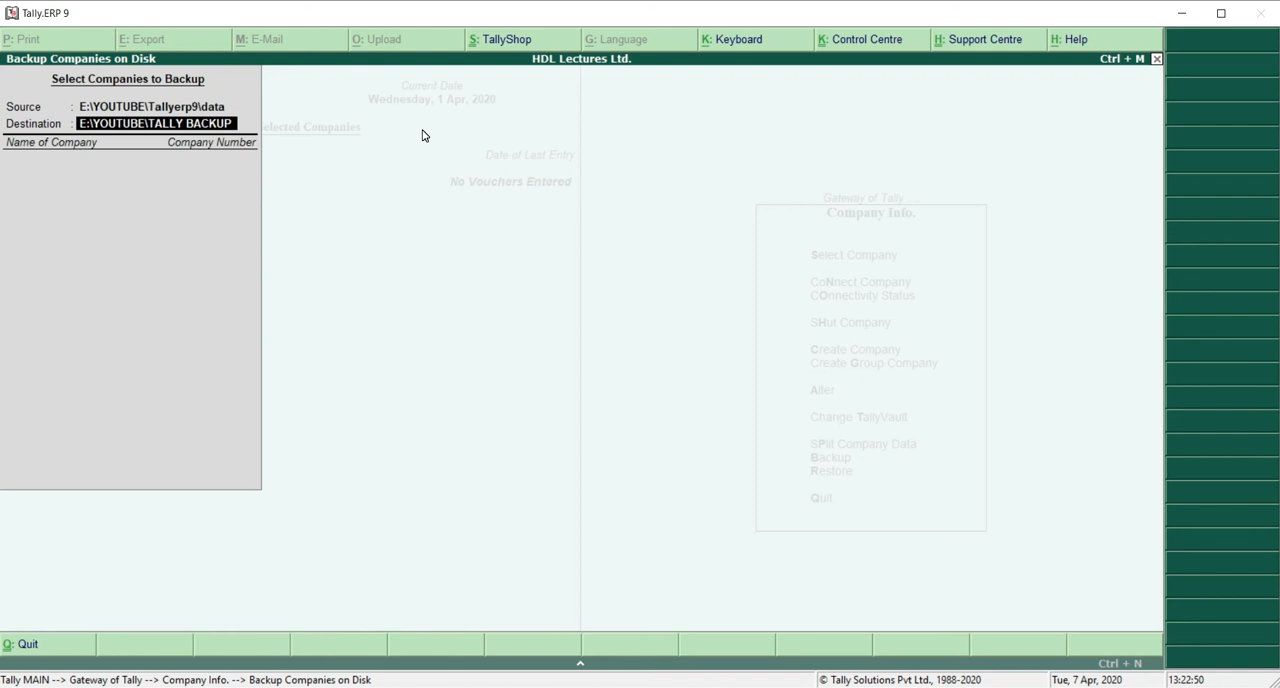 Tally.ERP 9
P: Print E: Export M: E-Mail O: Upload S: TallyShop G: Language K: Keyboard K: Control Centre H: Support Centre H: Help
Backup Companies on Disk HDL Lectures Ltd. Ctrl + M
Select Companies to Backup
Source : E:\YOUTUBE\Tallyerp9\data
Destination : E:\YOUTUBE\TALLY BACKUP
Name of Company Company Number
Current Date
Wednesday, 1 Apr, 2020
elected Companies
Date of Last Entry
No Vouchers Entered
Gateway of Tally ....
Company Info.
Select Company
CoNnect Company
COnnectivity Status
SHut Company
Create Company
Create Group Company
Alter
Change TallyVault
SPlit Company Data
Backup
Restore
Quit
Q: Quit
Ctrl + N
Tally MAIN --> Gateway of Tally --> Company Info. --> Backup Companies on Disk © Tally Solutions Pvt Ltd., 1988-2020 Tue, 7 Apr, 2020 13:22:50